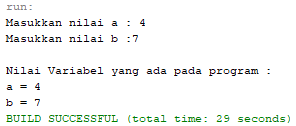 run:
Masukkan nilai a : 4
Masukkan nilai b :7
Nilai Variabel yang ada pada program :
a = 4
b = 7
BUILD SUCCESSFUL (total time: 29 seconds)